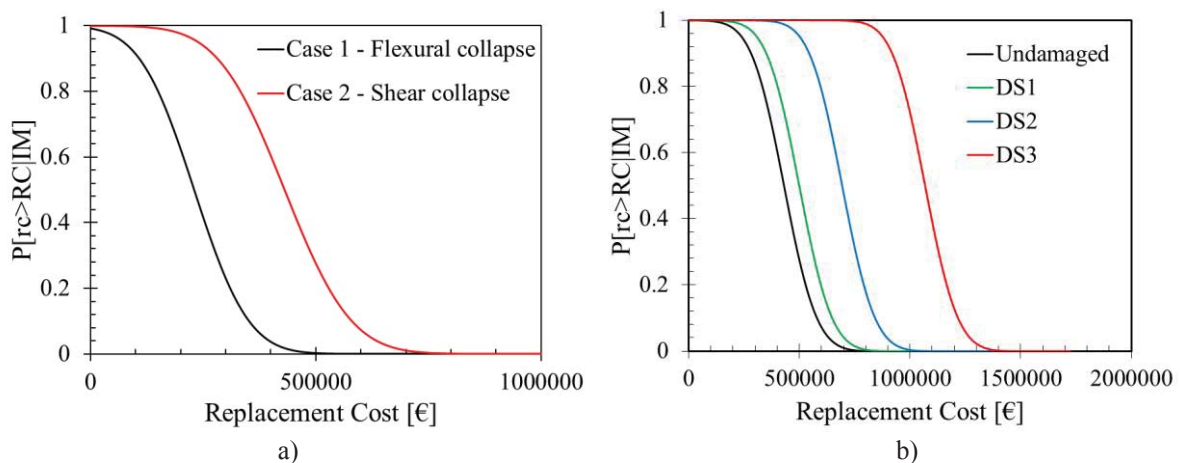 1
0.8
0.6
0.4
0.2
0
P[rc>RC|IM]
Case 1 - Flexural collapse
Case 2 - Shear collapse
0
500000
1000000
Replacement Cost [€]
a)
1
0.8
0.6
0.4
0.2
0
P[rc>RC|IM]
Undamaged
DS1
DS2
DS3
0
500000
1000000
1500000
2000000
Replacement Cost [€]
b)